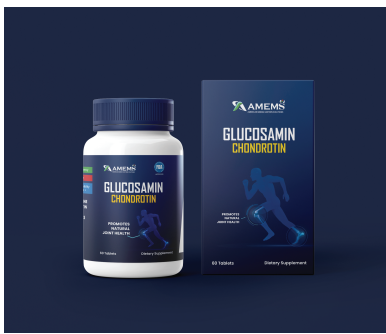 AMEMS
GLUCOSAMIN
CHONDROTIN
PROMOTES
NATURAL
JOINT HEALTH
60 Tablets
Dietary Supplement
AMEMS
GLUCOSAMIN
CHONDROTIN
PROMOTES
NATURAL
JOINT HEALTH
60 Tablets
Dietary Supplement